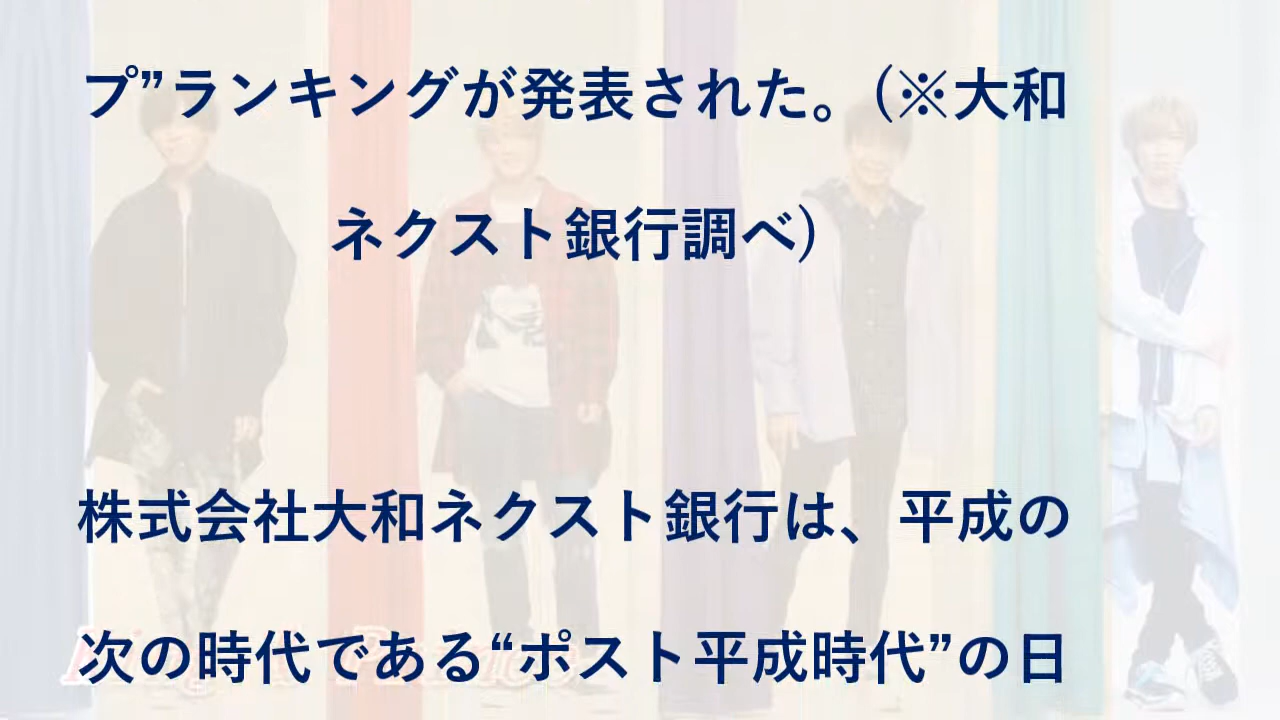 プ”ランキングが発表された。(※大和
ネクスト銀行調べ)
株式会社大和ネクスト銀行は、平成の
次の時代である“ポスト平成時代”の日